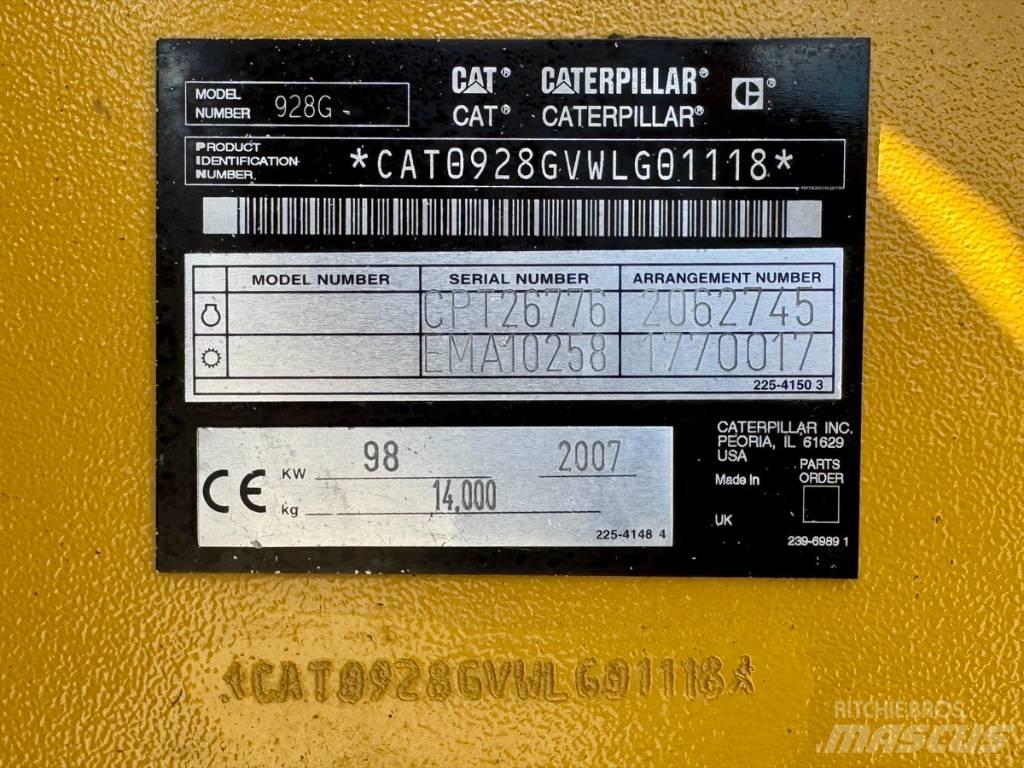 MODEL NUMBER 928G
CAT® CATERPILLAR®
CAT® CATERPILLAR®
PRODUCT IDENTIFICATION NUMBER *CAT0928GVWLG01118*
MODEL NUMBER SERIAL NUMBER ARRANGEMENT NUMBER
CPT26776 2062745
EMA10258 1770017
225-4150 3
CE KW 98 2007
kg 14,000
225-4148 4
CATERPILLAR INC.
PEORIA, IL 61629
USA
Made In
UK
PARTS
ORDER
239-6989 1
*CAT0928GVWLG01118*
RITCHIE BROS.
MASCUS